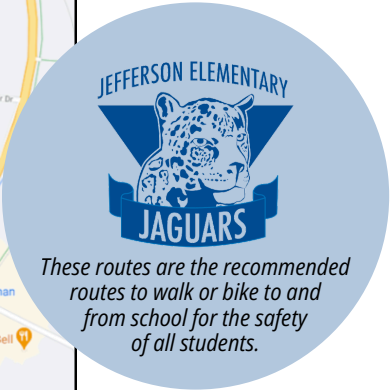 JEFFERSON ELEMENTARY
JAGUARS
These routes are the recommended
routes to walk or bike to and
from school for the safety
of all students.
Dr